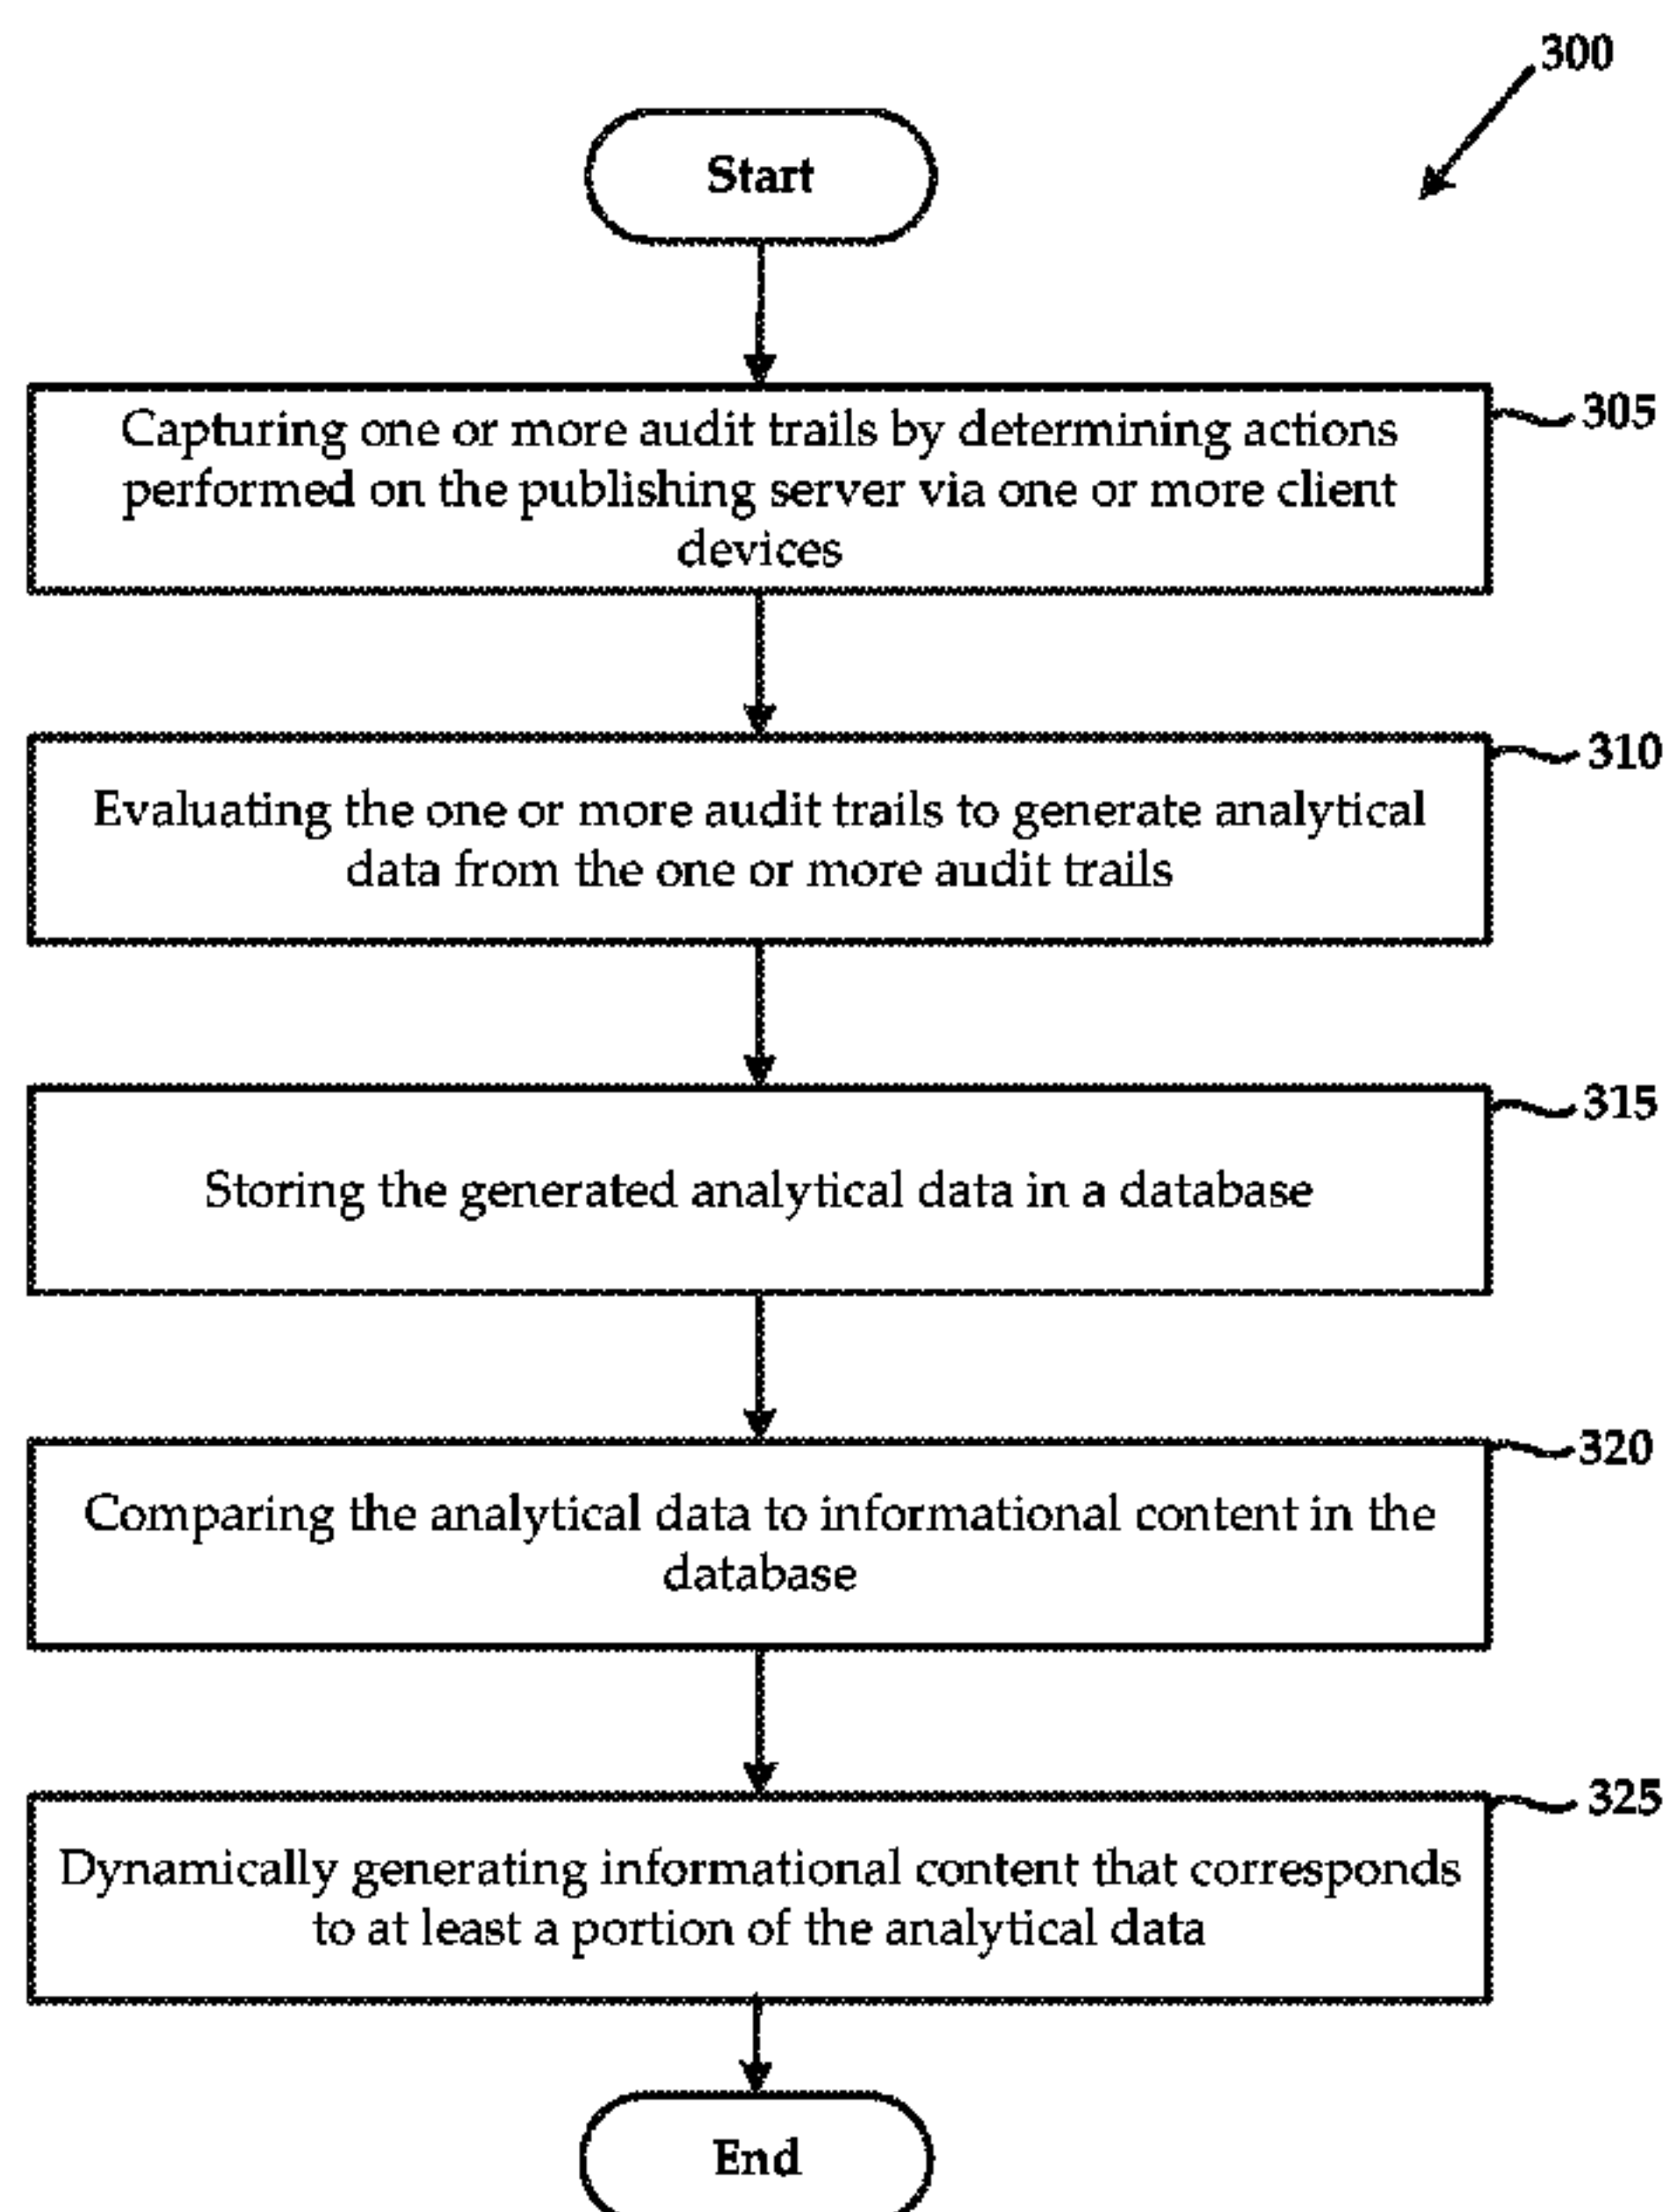 300
Start
Capturing one or more audit trails by determining actions
performed on the publishing server via one or more client
devices
305
Evaluating the one or more audit trails to generate analytical
data from the one or more audit trails
310
Storing the generated analytical data in a database
315
Comparing the analytical data to informational content in the
database
320
Dynamically generating informational content that corresponds
to at least a portion of the analytical data
325
End